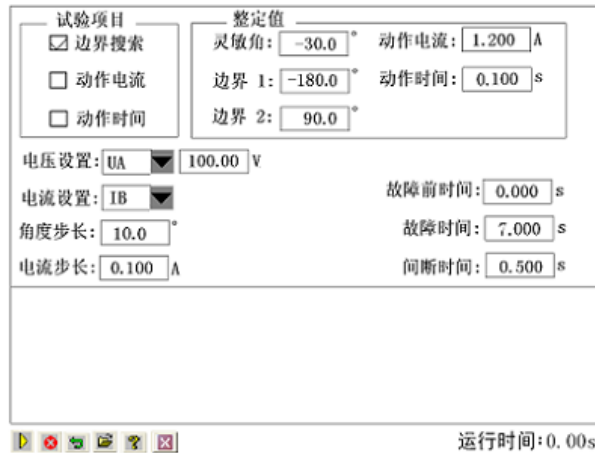 试验项目 整定值
边界搜索 灵敏角: -30.0 ° 动作电流: 1.200 A
动作电流 边界 1: -180.0 ° 动作时间: 0.100 s
动作时间 边界 2: 90.0 °
电压设置: UA 100.00 V
电流设置: IB 故障前时间: 0.000 s
角度步长: 10.0 ° 故障时间: 7.000 s
电流步长: 0.100 A 间断时间: 0.500 s
运行时间:0.00s